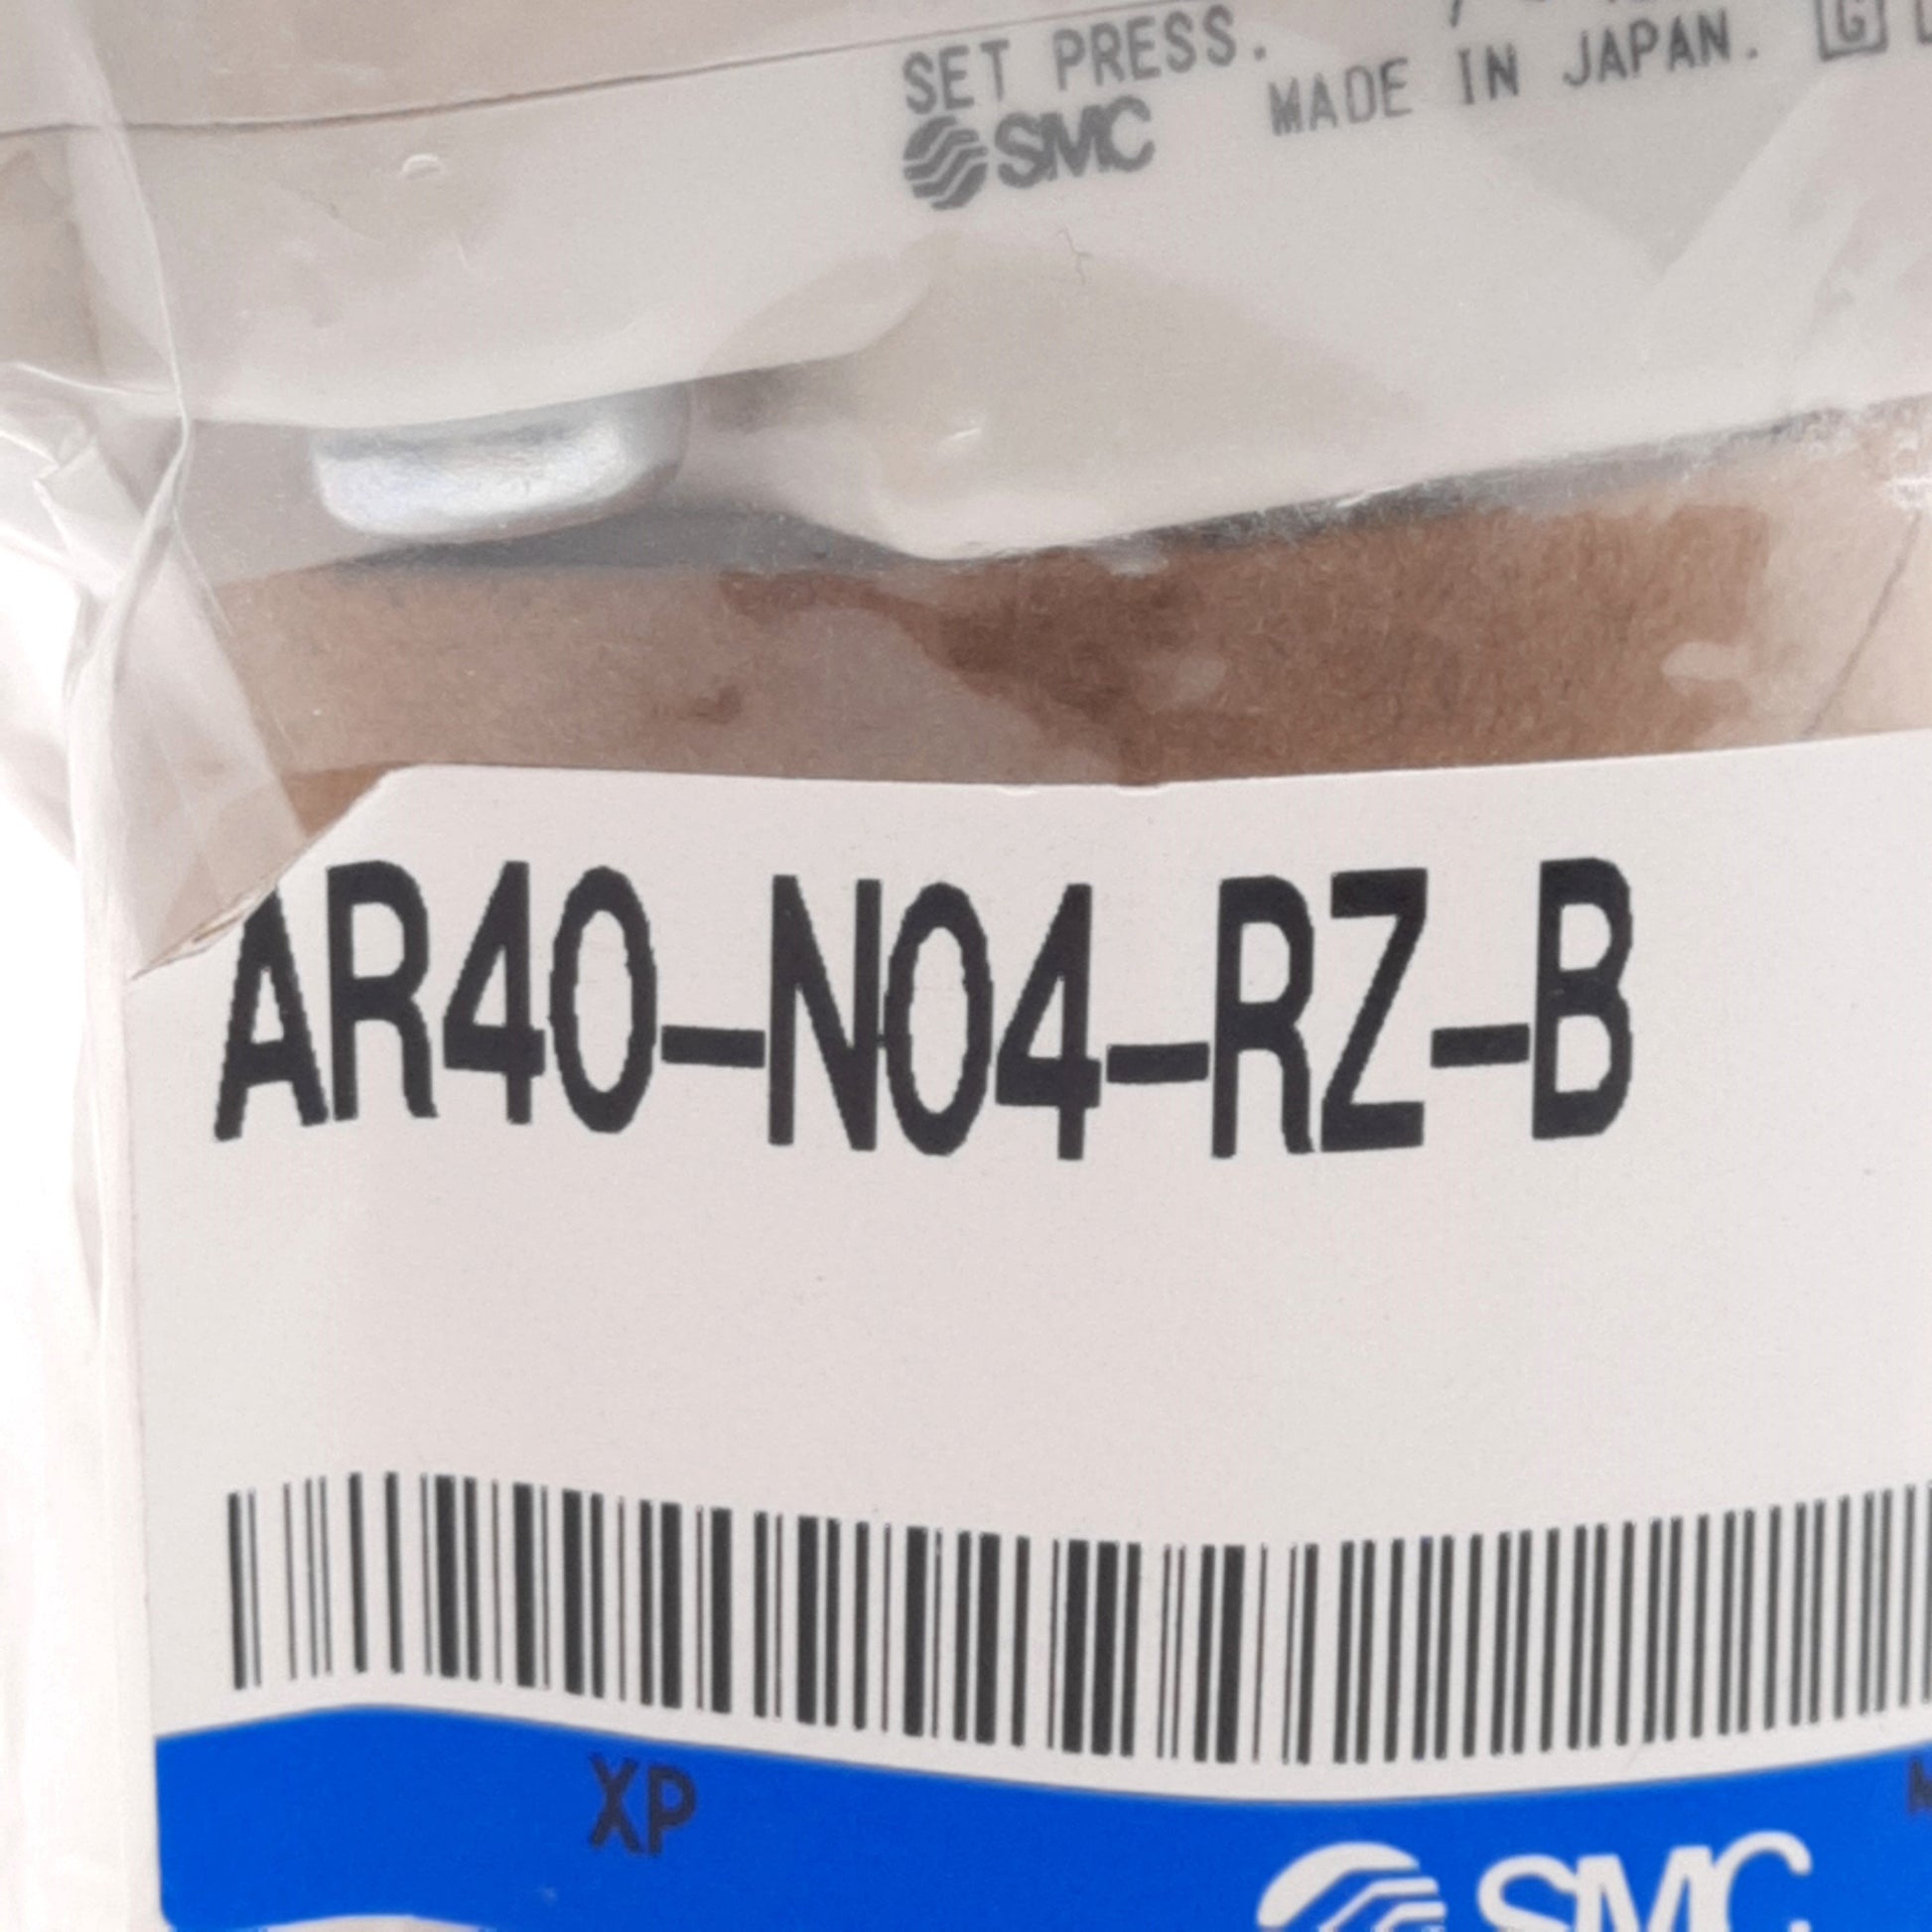 SET PRESS.
SMC MADE IN JAPAN. G
AR40-N04-RZ-B
XP
SMC